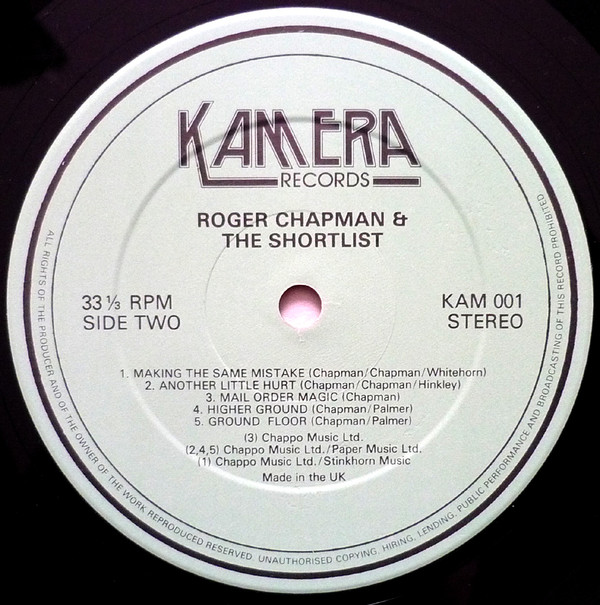 KAMERA
RECORDS
ROGER CHAPMAN &
THE SHORTLIST
33 ⅓ RPM
SIDE TWO
KAM 001
STEREO
1. MAKING THE SAME MISTAKE (Chapman/Chapman/Whitehorn)
2. ANOTHER LITTLE HURT (Chapman/Chapman/Hinkley)
3. MAIL ORDER MAGIC (Chapman)
4. HIGHER GROUND (Chapman/Palmer)
5. GROUND FLOOR (Chapman/Palmer)
(3) Chappo Music Ltd.
(2,4,5) Chappo Music Ltd./Paper Music Ltd.
(1) Chappo Music Ltd./Stinkhorn Music
Made in the UK
ALL RIGHTS OF THE PRODUCER AND OF THE OWNER OF THE WORK REPRODUCED RESERVED. UNAUTHORISED COPYING, HIRING, LENDING, PUBLIC PERFORMANCE AND BROADCASTING OF THIS RECORD PROHIBITED